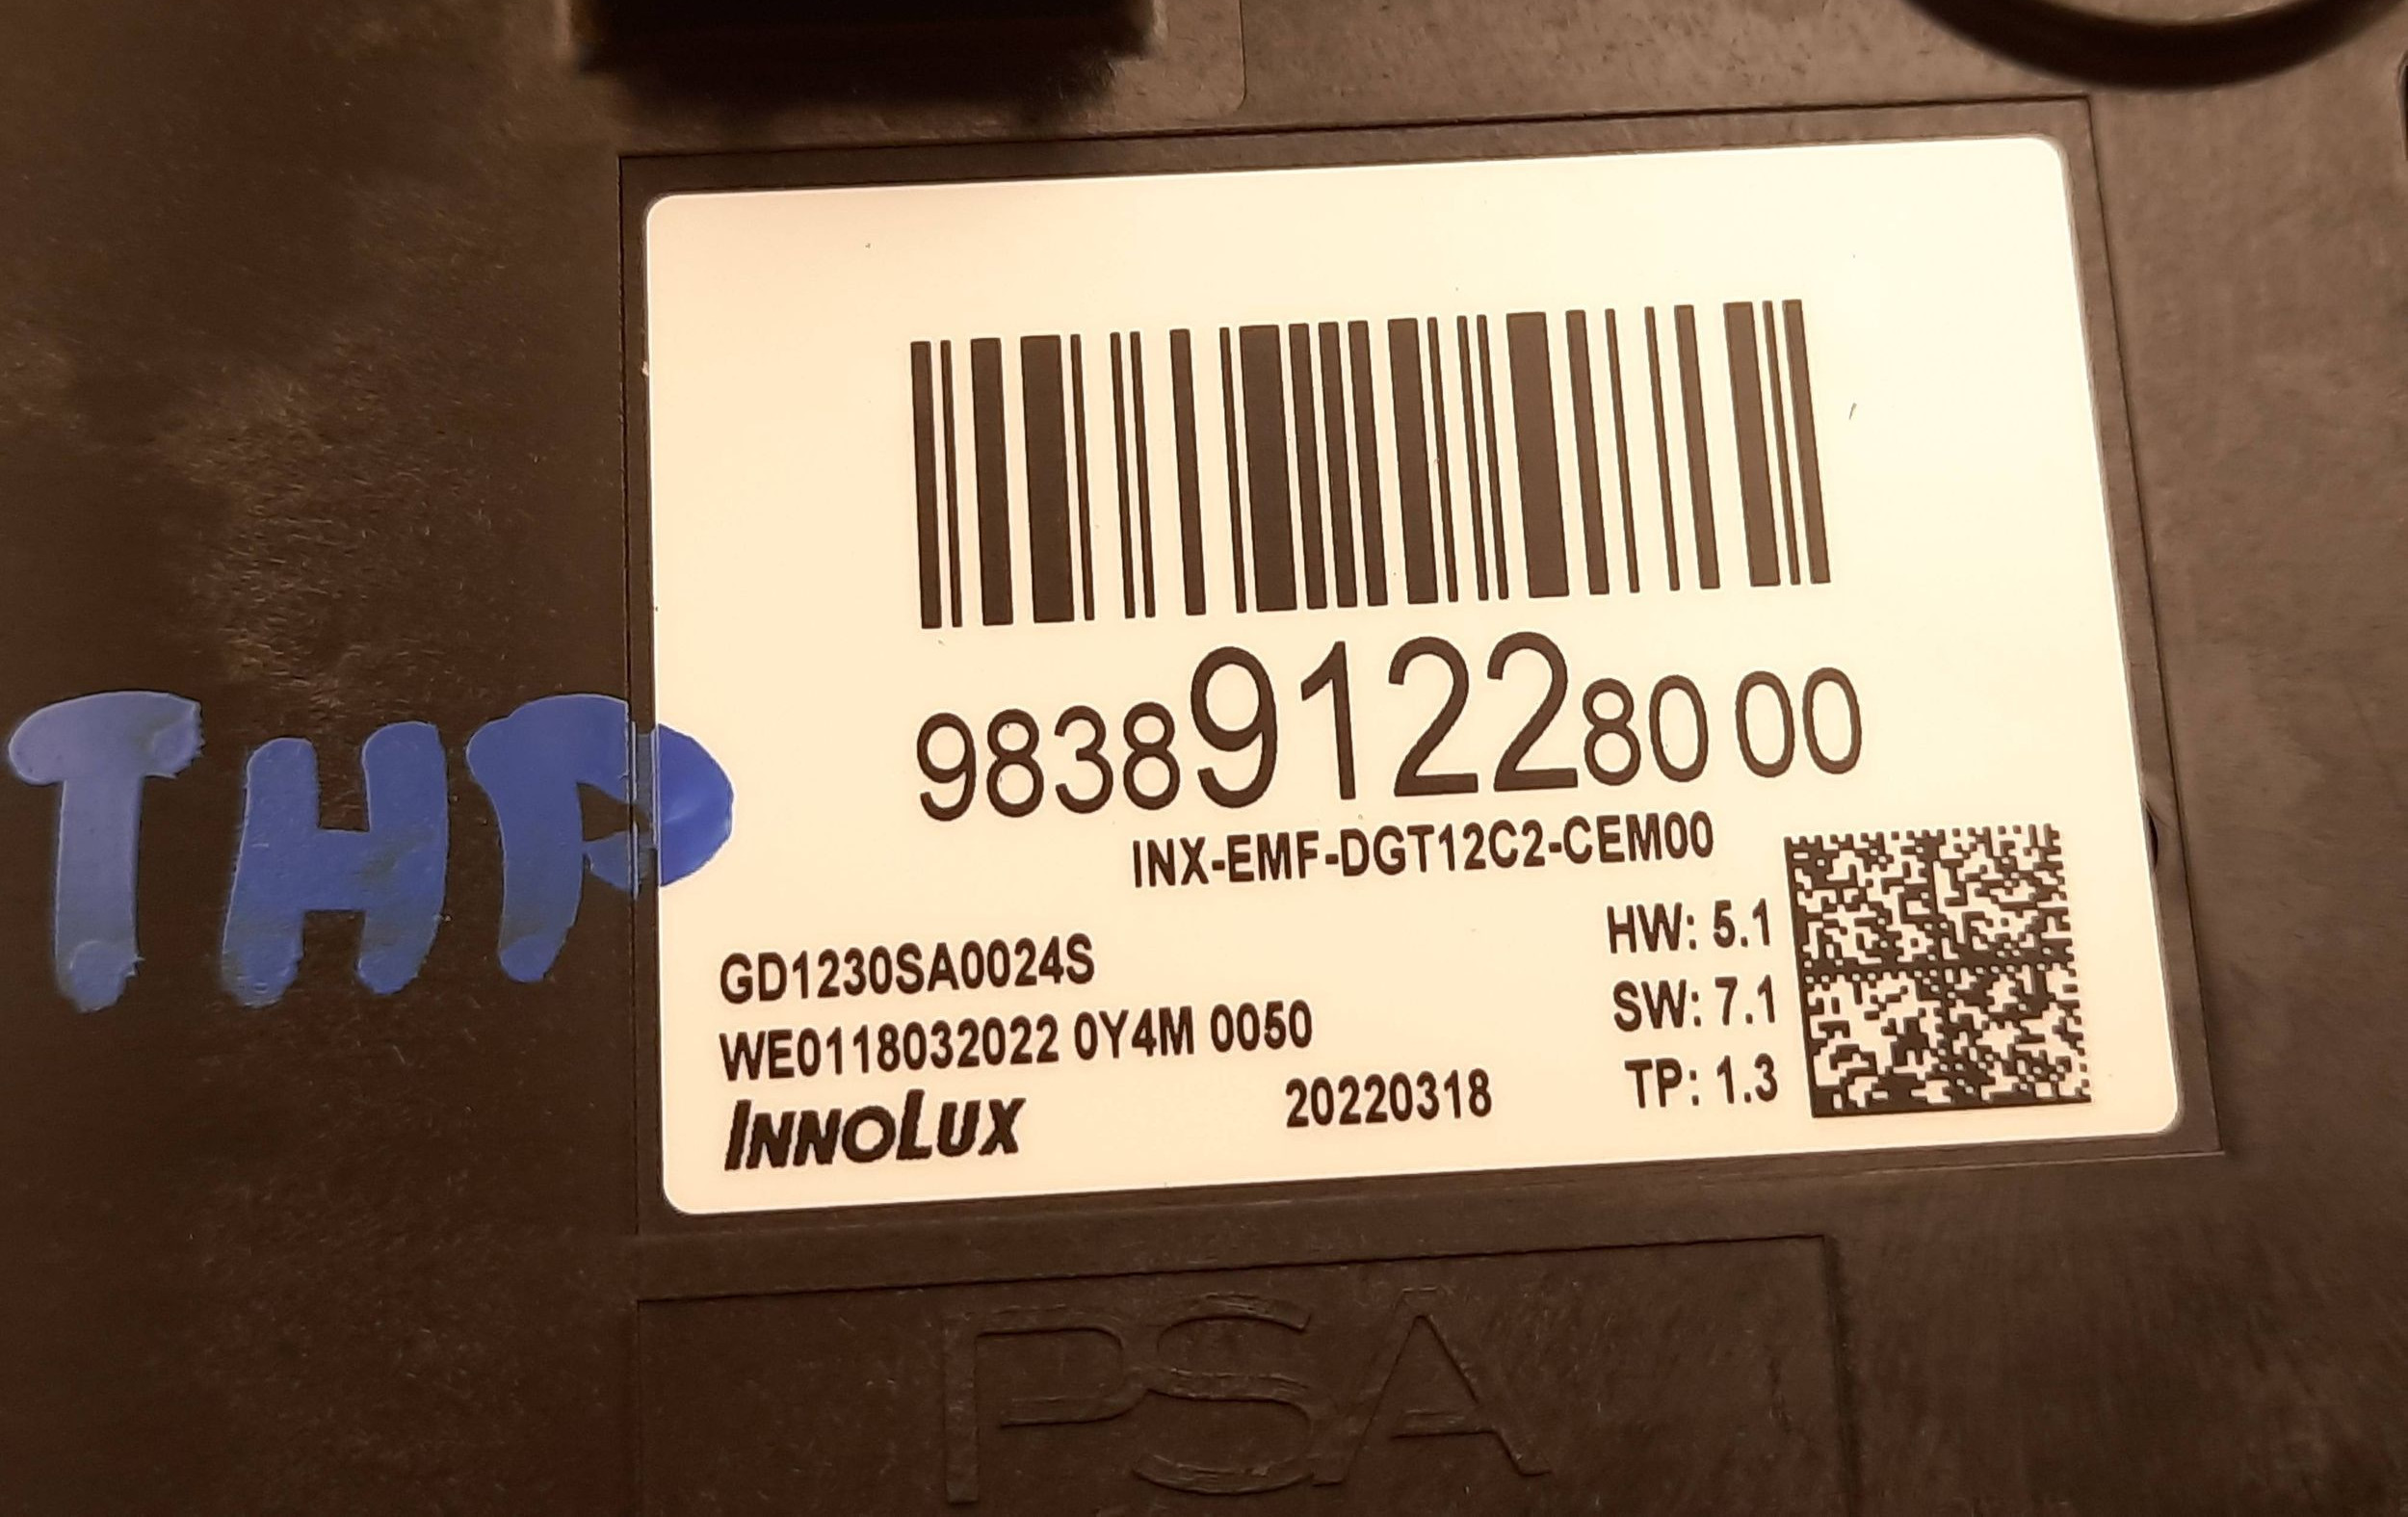 9838912280 00
INX-EMF-DGT12C2-CEM00
THP
HW: 5.1
GD1230SA0024S
SW: 7.1
WE0118032022 0Y4M 0050
TP: 1.3
20220318
INNOLUX
PSA